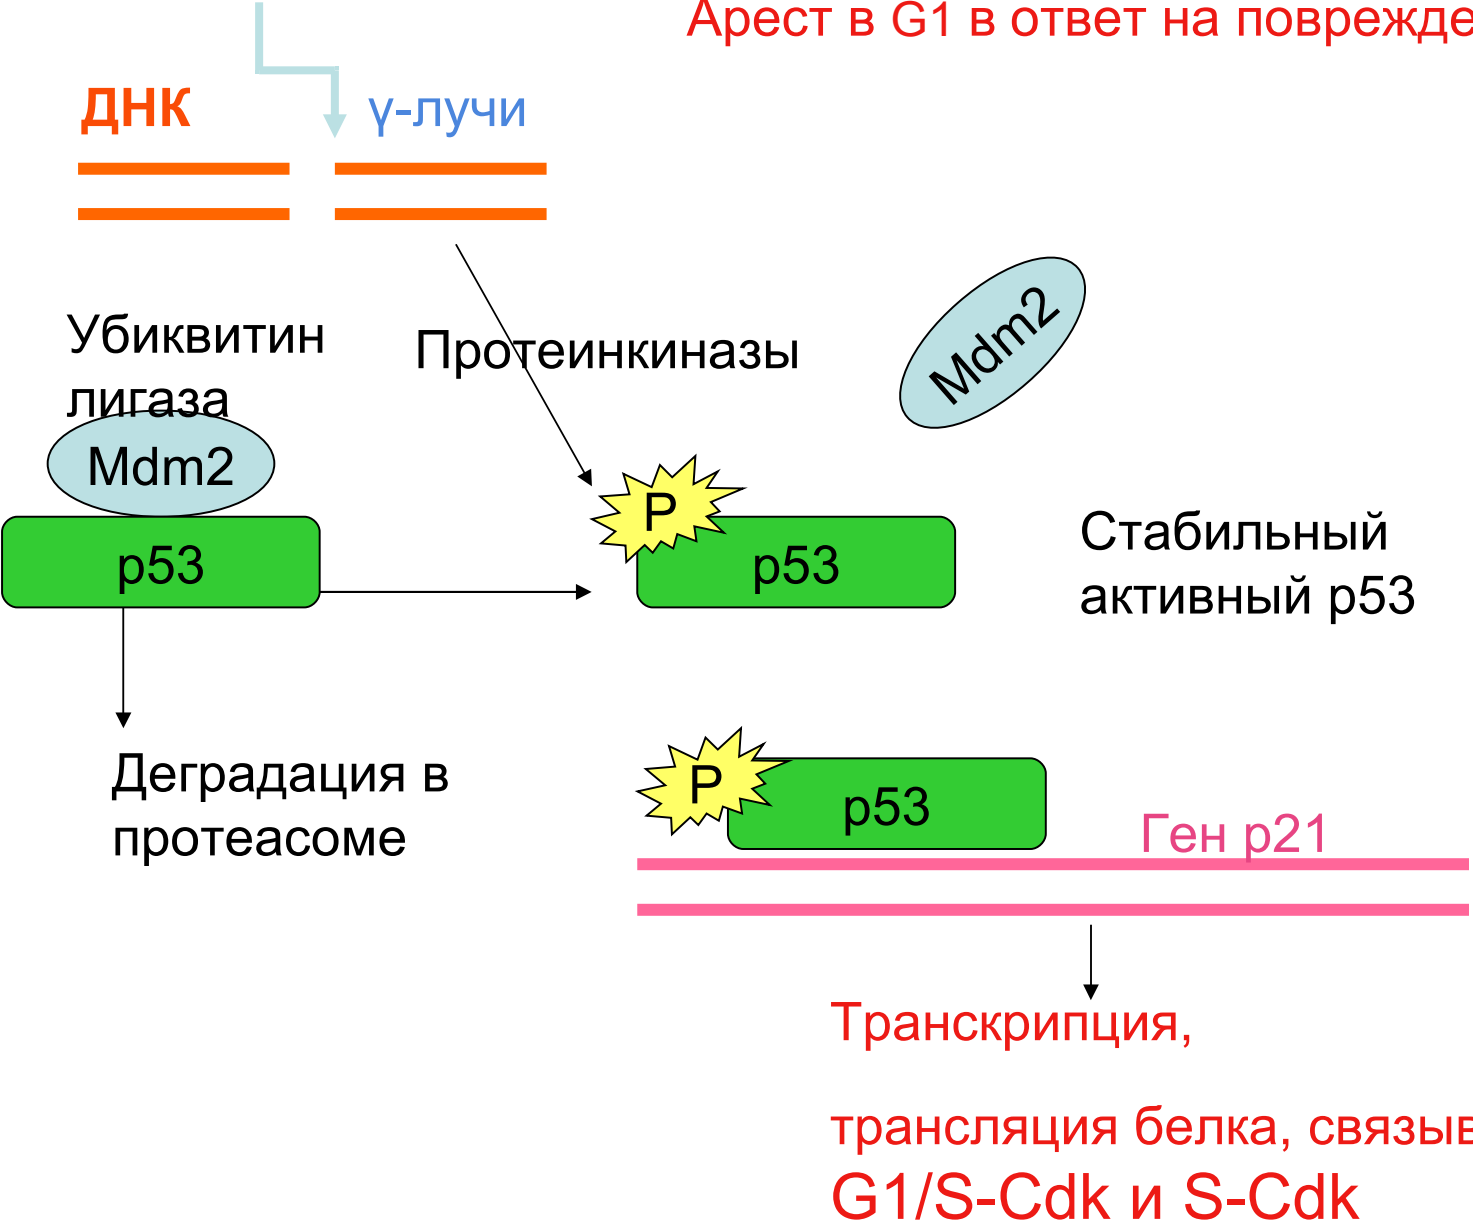 Арест в G1 в ответ на поврежде
ДНК
γ-лучи
Убиквитин
лигаза
Протеинкиназы
Mdm2
Mdm2
p53
P
p53
Стабильный
активный p53
Деградация в
протеасоме
P
p53
Ген p21
Транскрипция,
трансляция белка, связыв
G1/S-Cdk и S-Cdk